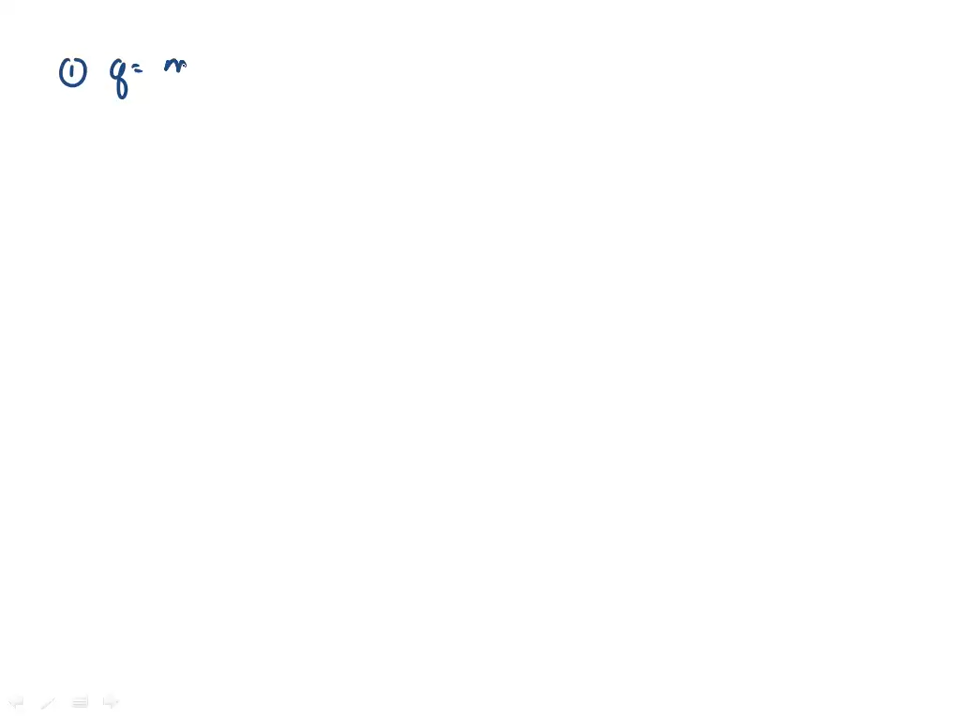 ① q= m